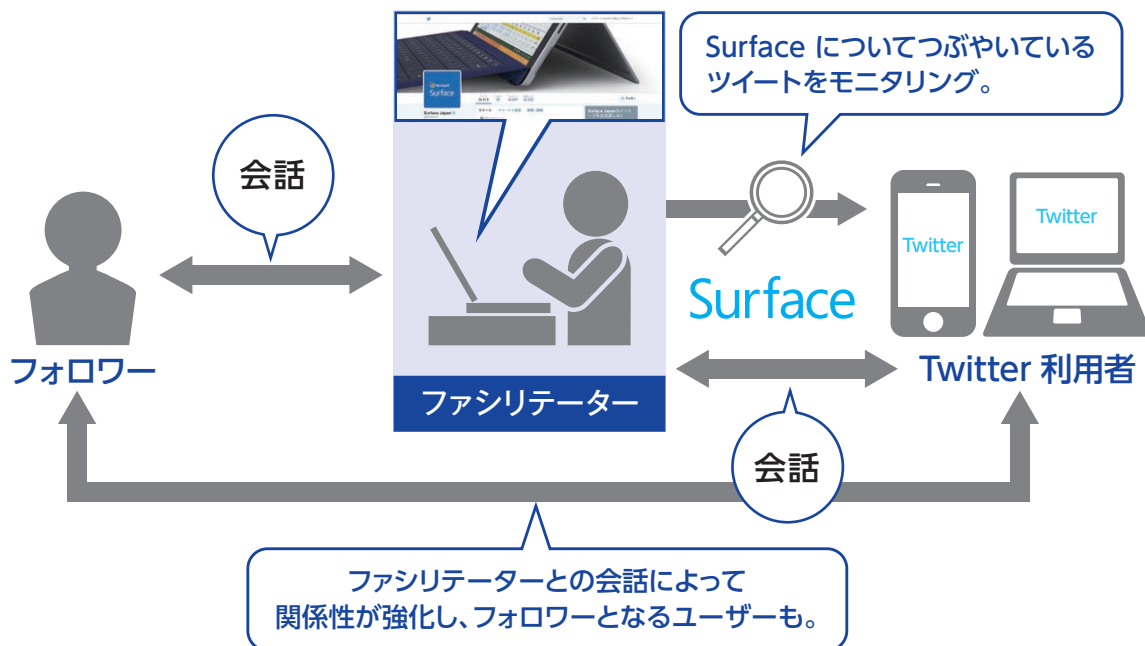 Surface についてつぶやいている
ツイートをモニタリング。
Microsoft
Surface
Surface Japan
会話
Twitter
Twitter
Surface
フォロワー
Twitter 利用者
ファシリテーター
会話
ファシリテーターとの会話によって
関係性が強化し、フォロワーとなるユーザーも。